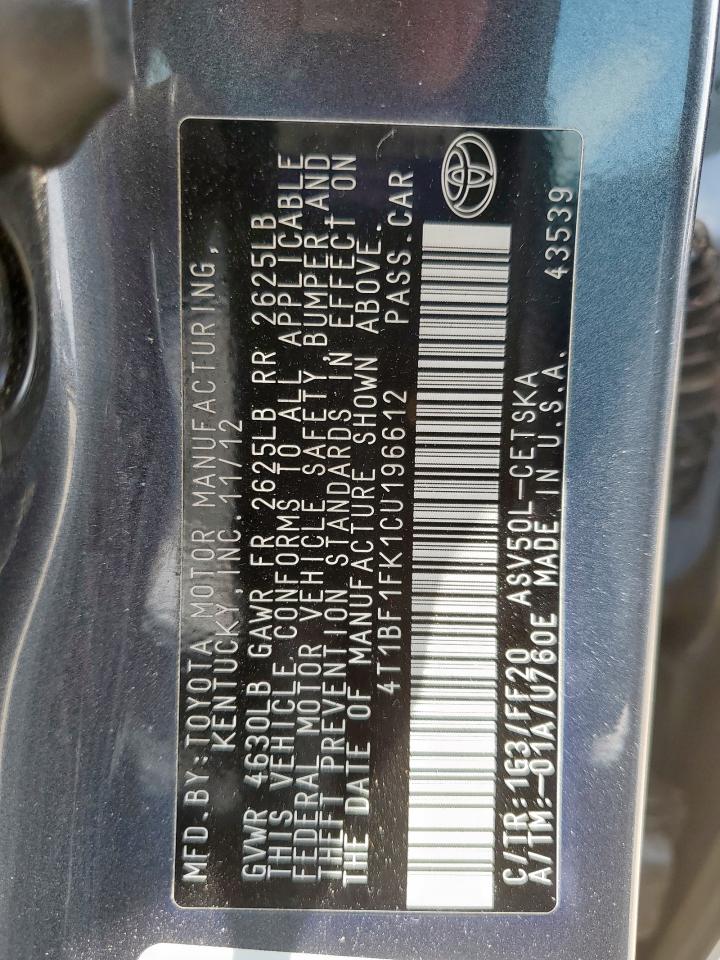 MFD.BY:TOYOTA MOTOR MANUFACTURING,
KENTUCKY,INC. 11/12
GVWR 4630LB GAWR FR 2625LB RR 2625LB
THIS VEHICLE CONFORMS TO ALL APPLICABLE
FEDERAL MOTOR VEHICLE SAFETY, BUMPER,AND
THEFT PREVENTION STANDARDS IN EFFECT ON
THE DATE OF MANUFACTURE SHOWN ABOVE.
4T1BF1FK1CU196612 PASS.CAR
C/TR:1G3/FF20 ASV50L-CETSKA
A/TM:-01A/U760E MADE IN U.S.A. 43539